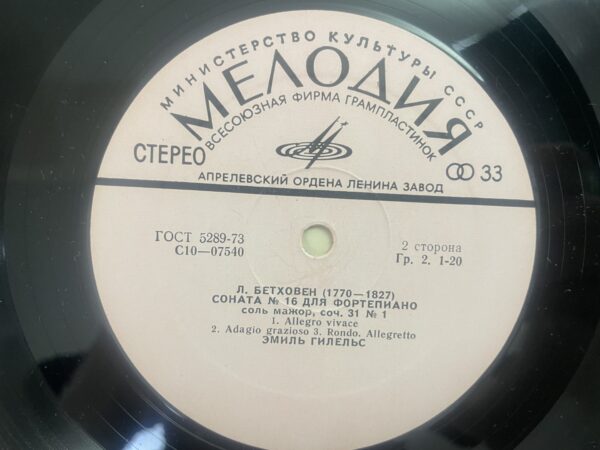 МИНИСТЕРСТВО КУЛЬТУРЫ СССР
МЕЛОДИЯ
ВСЕСОЮЗНАЯ ФИРМА ГРАМПЛАСТИНОК
СТЕРЕО
33
АПРЕЛЕВСКИЙ ОРДЕНА ЛЕНИНА ЗАВОД
ГОСТ 5289-73
С10—07540
2 сторона
Гр. 2. 1-20
Л. БЕТХОВЕН (1770—1827)
СОНАТА № 16 ДЛЯ ФОРТЕПИАНО
соль мажор, соч. 31 № 1
1. Allegro vivace
2. Adagio grazioso 3. Rondo. Allegretto
ЭМИЛЬ ГИЛЕЛЬС